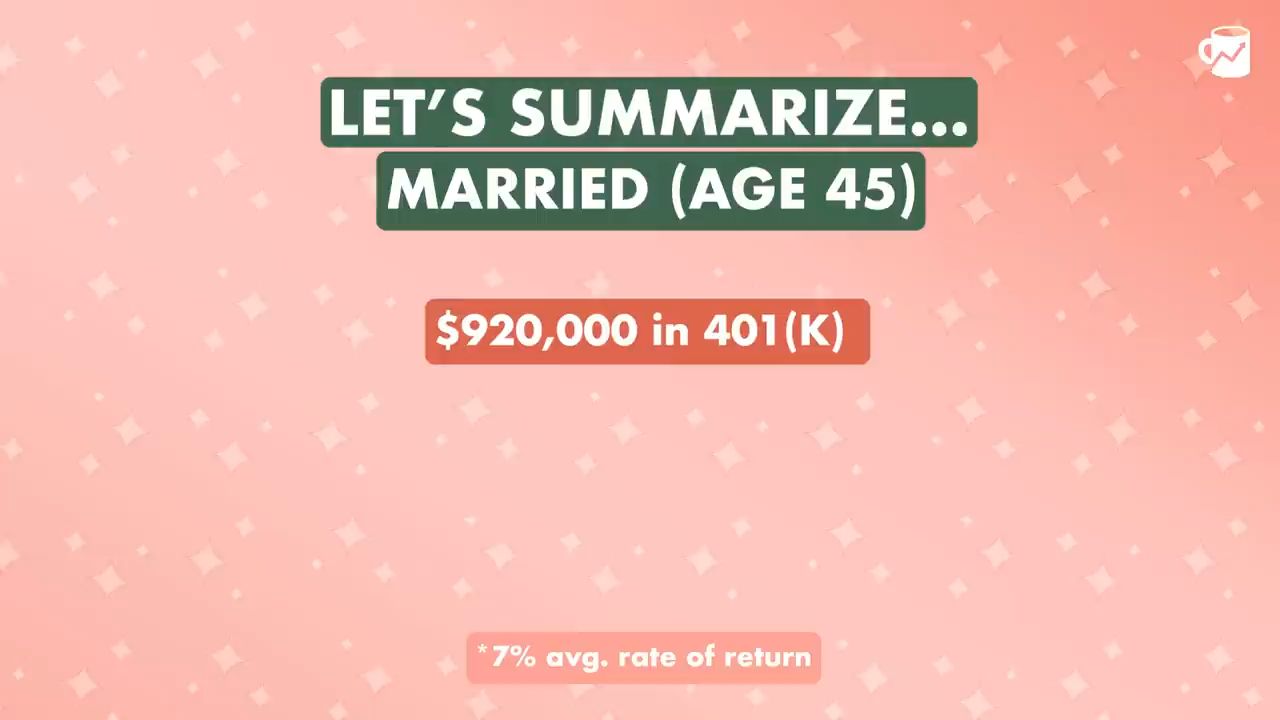 LET’S SUMMARIZE...
MARRIED (AGE 45)
$920,000 in 401(K)
*7% avg. rate of return